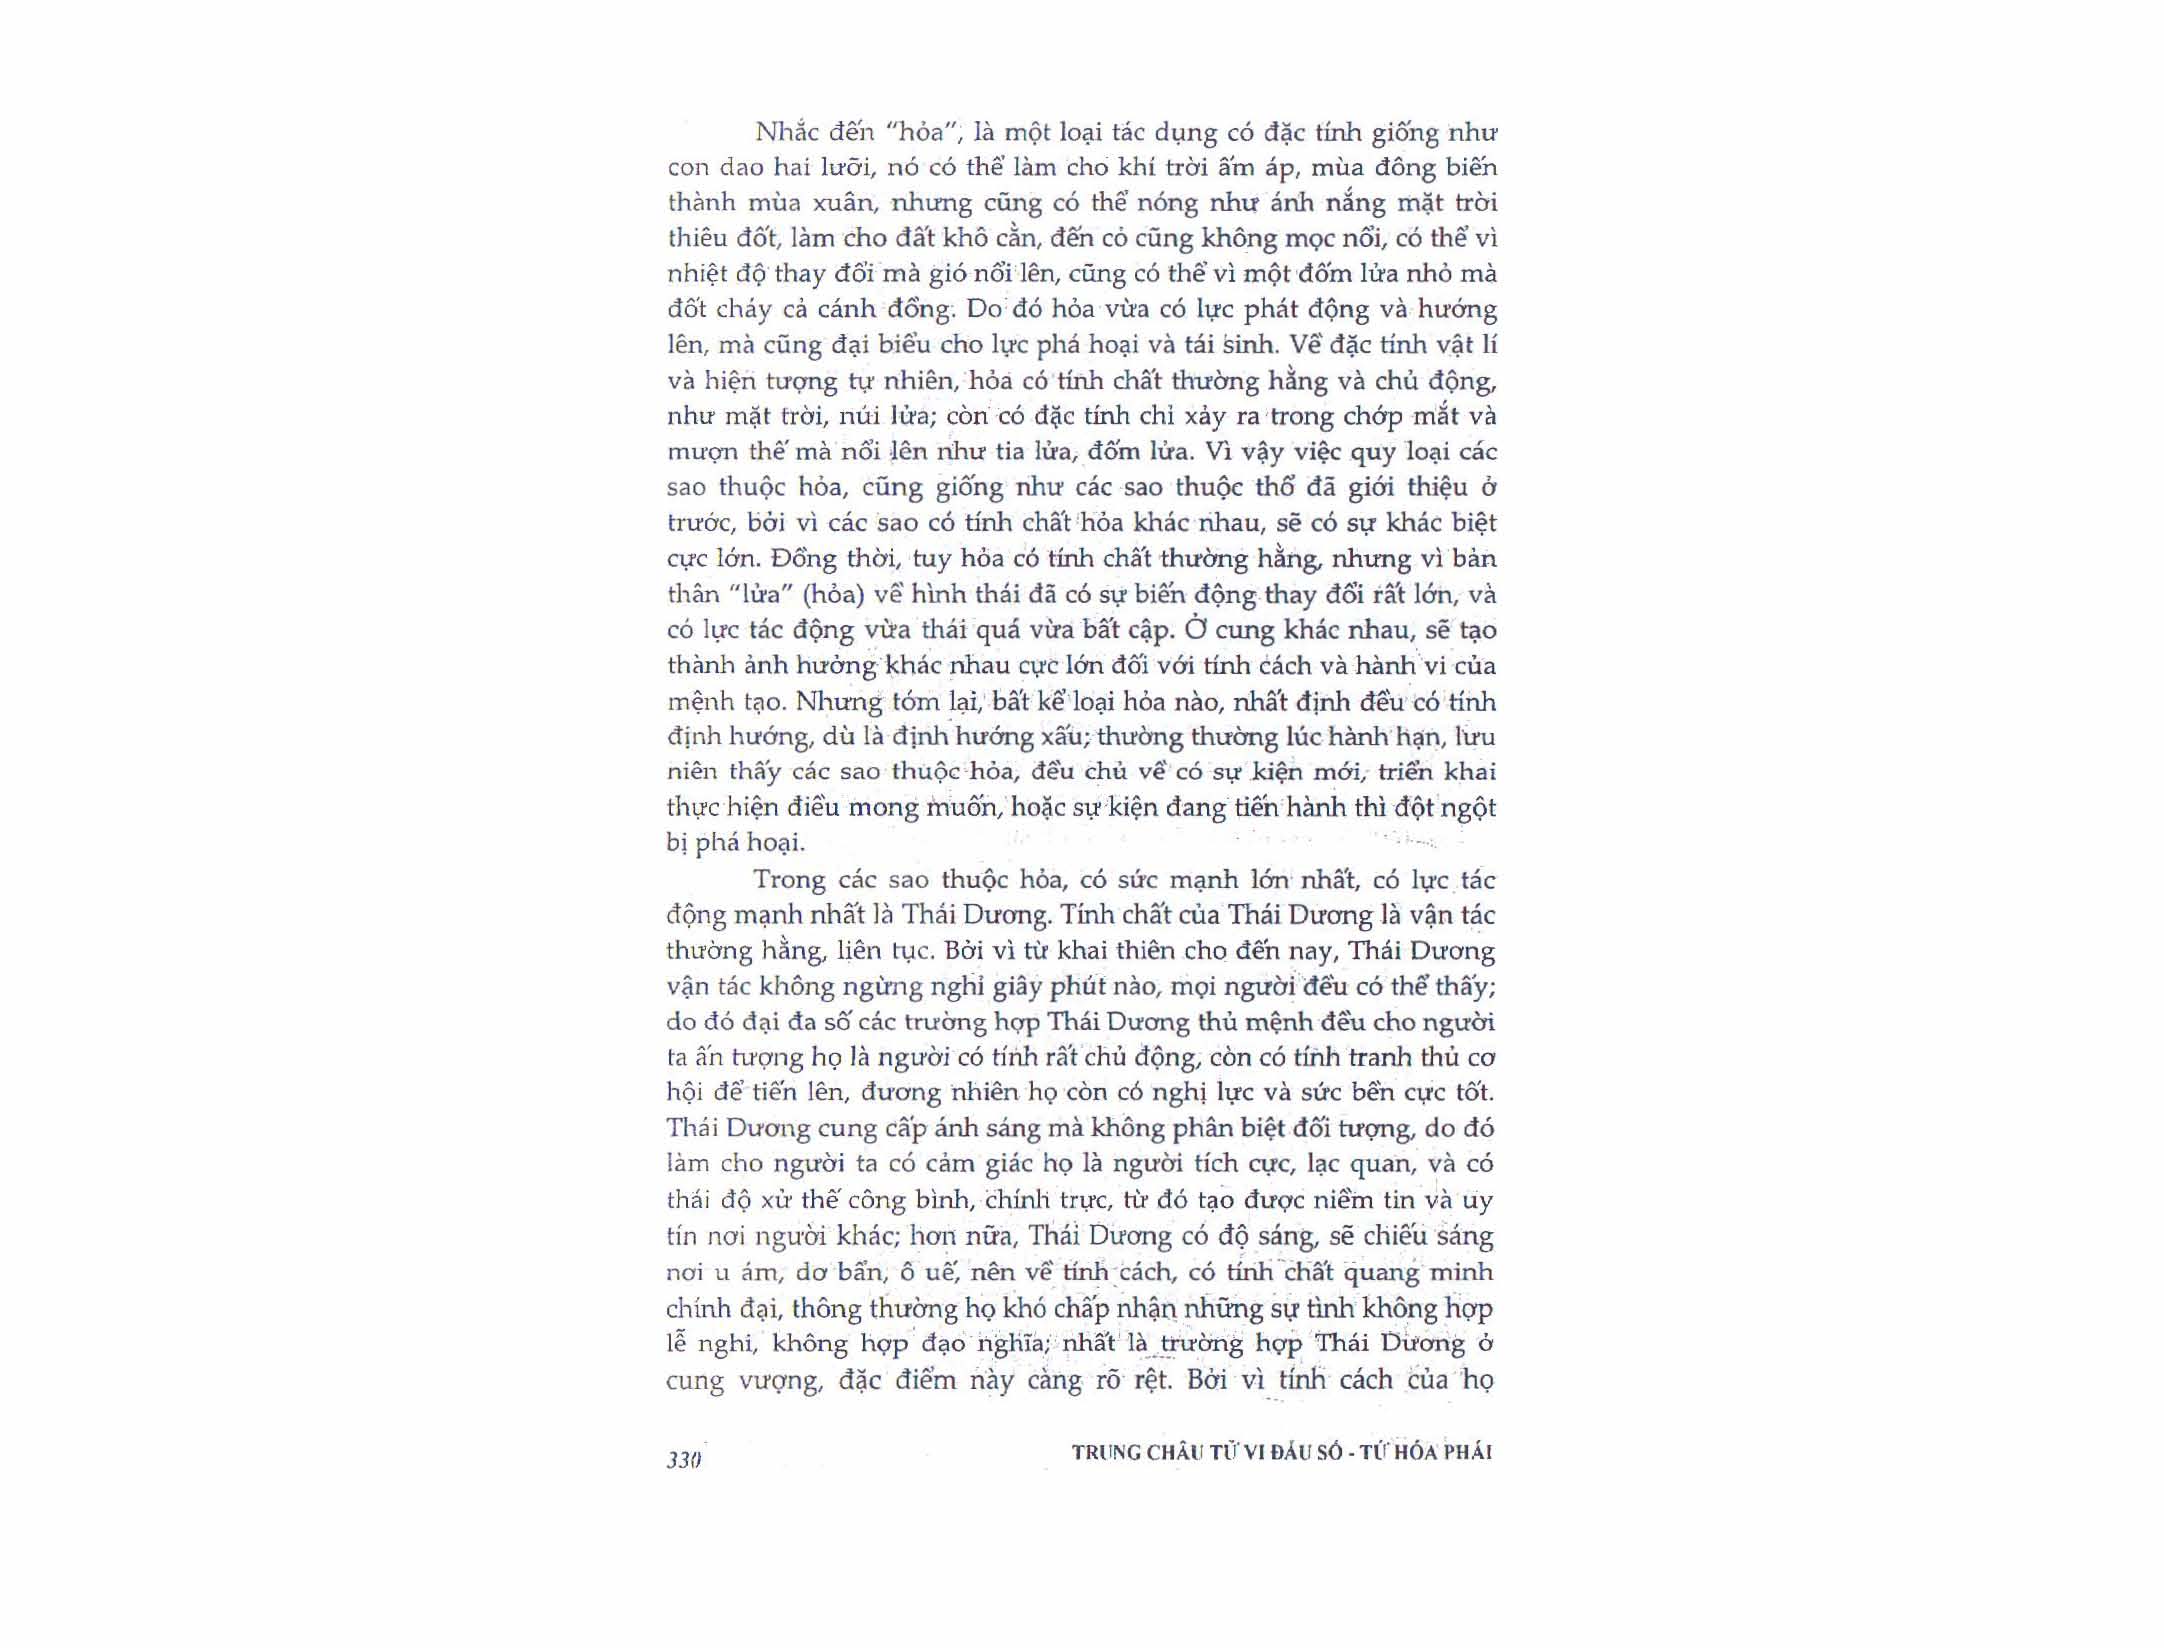 Nhắc đến “hỏa”, là một loại tác dụng có đặc tính giống như
con dao hai lưỡi, nó có thể làm cho khí trời ấm áp, mùa đông biến
thành mùa xuân, nhưng cũng có thể nóng như ánh nắng mặt trời
thiêu đốt, làm cho đất khô cằn, đến cỏ cũng không mọc nổi, có thể vì
nhiệt độ thay đổi mà gió nổi lên, cũng có thể vì một đốm lửa nhỏ mà
đốt cháy cả cánh đồng. Do đó hỏa vừa có lực phát động và hướng
lên, mà cũng đại biểu cho lực phá hoại và tái sinh. Về đặc tính vật lí
và hiện tượng tự nhiên, hỏa có tính chất thường hằng và chủ động,
như mặt trời, núi lửa; còn có đặc tính chỉ xảy ra trong chớp mắt và
mượn thế mà nổi lên như tia lửa, đốm lửa. Vì vậy việc quy loại các
sao thuộc hỏa, cũng giống như các sao thuộc thổ đã giới thiệu ở
trước, bởi vì các sao có tính chất hỏa khác nhau, sẽ có sự khác biệt
cực lớn. Đồng thời, tuy hỏa có tính chất thường hằng, nhưng vì bản
thân “lửa” (hỏa) về hình thái đã có sự biến động thay đổi rất lớn, và
có lực tác động vừa thái quá vừa bất cập. Ở cung khác nhau, sẽ tạo
thành ảnh hưởng khác nhau cực lớn đối với tính cách và hành vi của
mệnh tạo. Nhưng tóm lại, bất kể loại hỏa nào, nhất định đều có tính
định hướng, dù là định hướng xấu; thường thường lúc hành hạn, lưu
niên thấy các sao thuộc hỏa, đều chủ về có sự kiện mới, triển khai
thực hiện điều mong muốn, hoặc sự kiện đang tiến hành thì đột ngột
bị phá hoại.
Trong các sao thuộc hỏa, có sức mạnh lớn nhất, có lực tác
động mạnh nhất là Thái Dương. Tính chất của Thái Dương là vận tác
thường hằng, liên tục. Bởi vì từ khai thiên cho đến nay, Thái Dương
vận tác không ngừng nghỉ giây phút nào, mọi người đều có thể thấy;
do đó đại đa số các trường hợp Thái Dương thủ mệnh đều cho người
ta ấn tượng họ là người có tính rất chủ động, còn có tính tranh thủ cơ
hội để tiến lên, đương nhiên họ còn có nghị lực và sức bền cực tốt.
Thái Dương cung cấp ánh sáng mà không phân biệt đối tượng, do đó
làm cho người ta có cảm giác họ là người tích cực, lạc quan, và có
thái độ xử thế công bình, chính trực, từ đó tạo được niềm tin và uy
tín nơi người khác; hơn nữa, Thái Dương có độ sáng, sẽ chiếu sáng
nơi u ám, dơ bẩn, ô uế, nên về tính cách, có tính chất quang minh
chính đại, thông thường họ khó chấp nhận những sự tình không hợp
lễ nghi, không hợp đạo nghĩa; nhất là trường hợp Thái Dương ở
cung vượng, đặc điểm này càng rõ rệt. Bởi vì tính cách của họ
330
TRUNG CHÂU TỬ VI ĐẨU SỐ - TỨ HÓA PHÁI